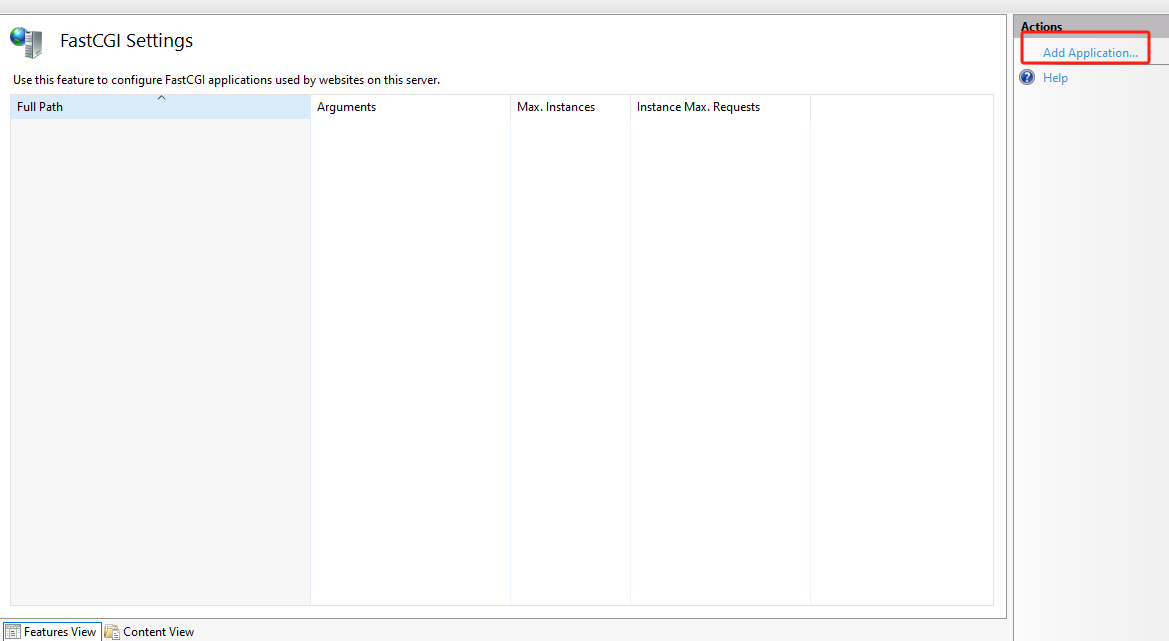 FastCGI Settings
Use this feature to configure FastCGI applications used by websites on this server.
Full Path Arguments Max. Instances Instance Max. Requests
Features View Content View
Actions
Add Application...
Help